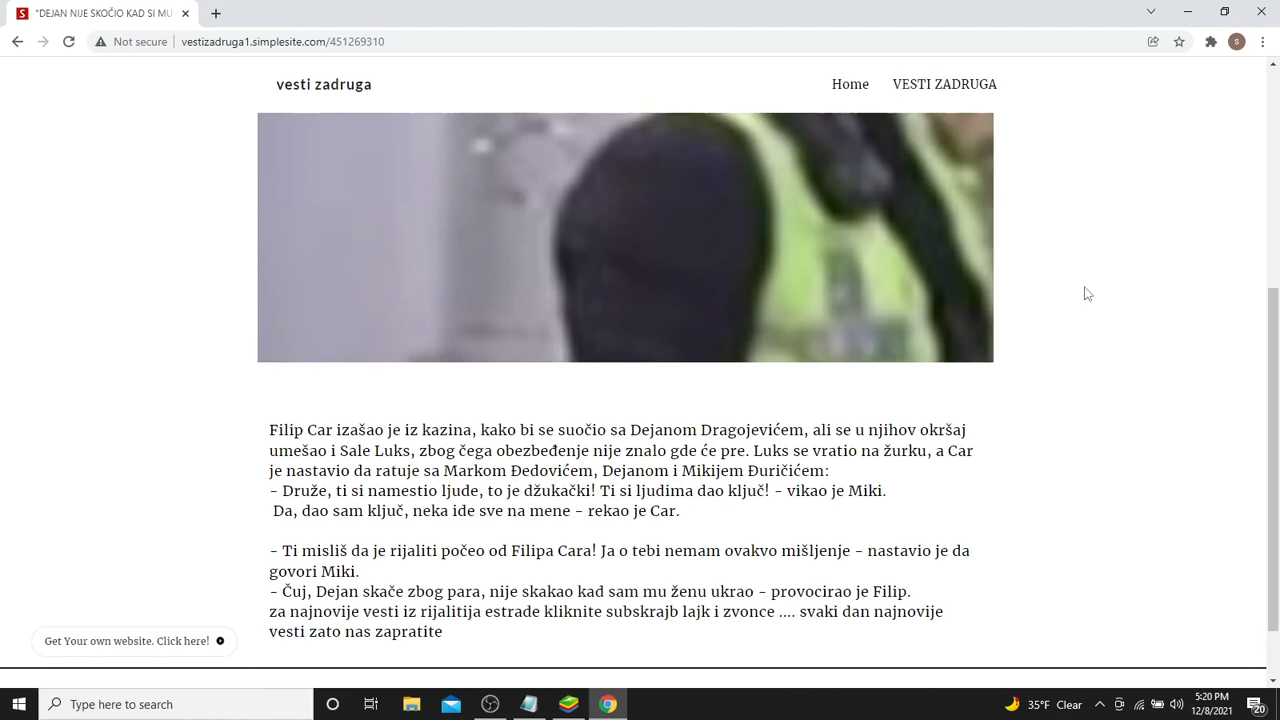 "DEJAN NIJE SKOČIO KAD SI MU
Not secure
vestizadruga1.simplesite.com/451269310
S
vesti zadruga
Home
VESTI ZADRUGA
Filip Car izašao je iz kazina, kako bi se suočio sa Dejanom Dragojevićem, ali se u njihov okršaj
umešao i Sale Luks, zbog čega obezbeđenje nije znalo gde će pre. Luks se vratio na žurku, a Car
je nastavio da ratuje sa Markom Đedovićem, Dejanom i Mikijem Đuričićem:
- Druže, ti si namestio ljude, to je džukački! Ti si ljudima dao ključ! - vikao je Miki.
Da, dao sam ključ, neka ide sve na mene - rekao je Car.
- Ti misliš da je rijaliti počeo od Filipa Cara! Ja o tebi nemam ovakvo mišljenje - nastavio je da
govori Miki.
- Čuj, Dejan skače zbog para, nije skakao kad sam mu ženu ukrao - provocirao je Filip.
za najnovije vesti iz rijalitija estrade kliknite subskrajb lajk i zvonce .... svaki dan najnovije
vesti zato nas zapratite
Get Your own website. Click here!
Type here to search
35°F Clear
5:20 PM
12/8/2021
20